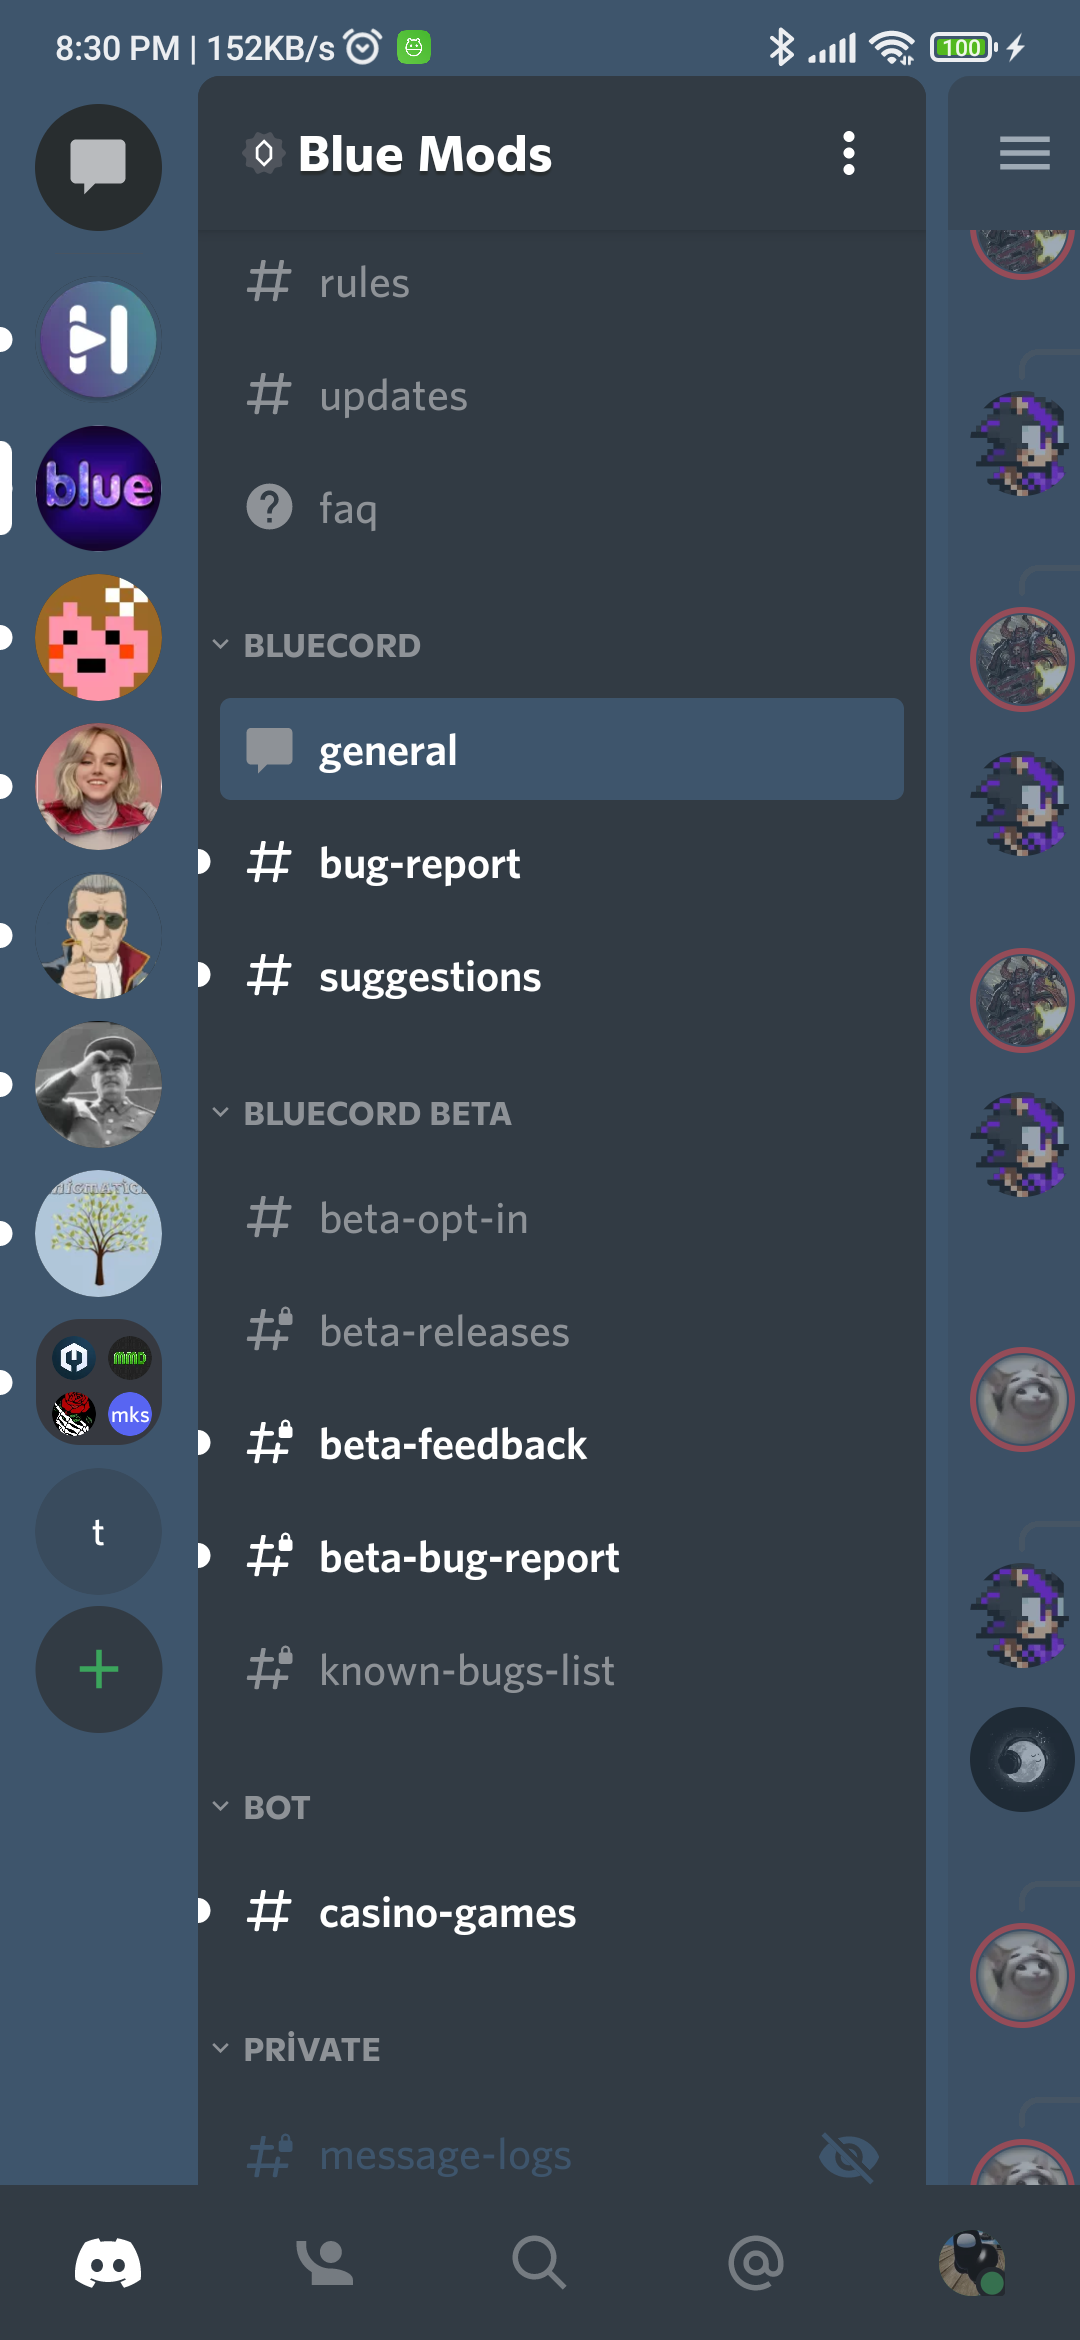 8:30 PM | 152KB/s
100
Blue Mods
rules
updates
faq
blue
BLUECORD
general
bug-report
suggestions
BLUECORD BETA
beta-opt-in
beta-releases
beta-feedback
MMD
mks
t
beta-bug-report
known-bugs-list
BOT
casino-games
PRİVATE
message-logs